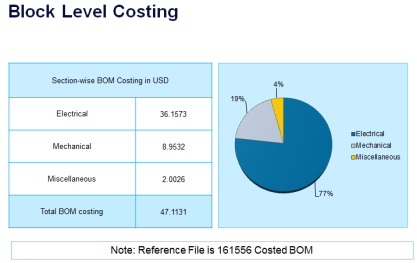 Block Level Costing
Section-wise BOM Costing in USD
Electrical 36.1573
Mechanical 8.9532
Miscellaneous 2.0026
Total BOM costing 47.1131
4%
19%
77%
Electrical
Mechanical
Miscellaneous
Note: Reference File is 161556 Costed BOM